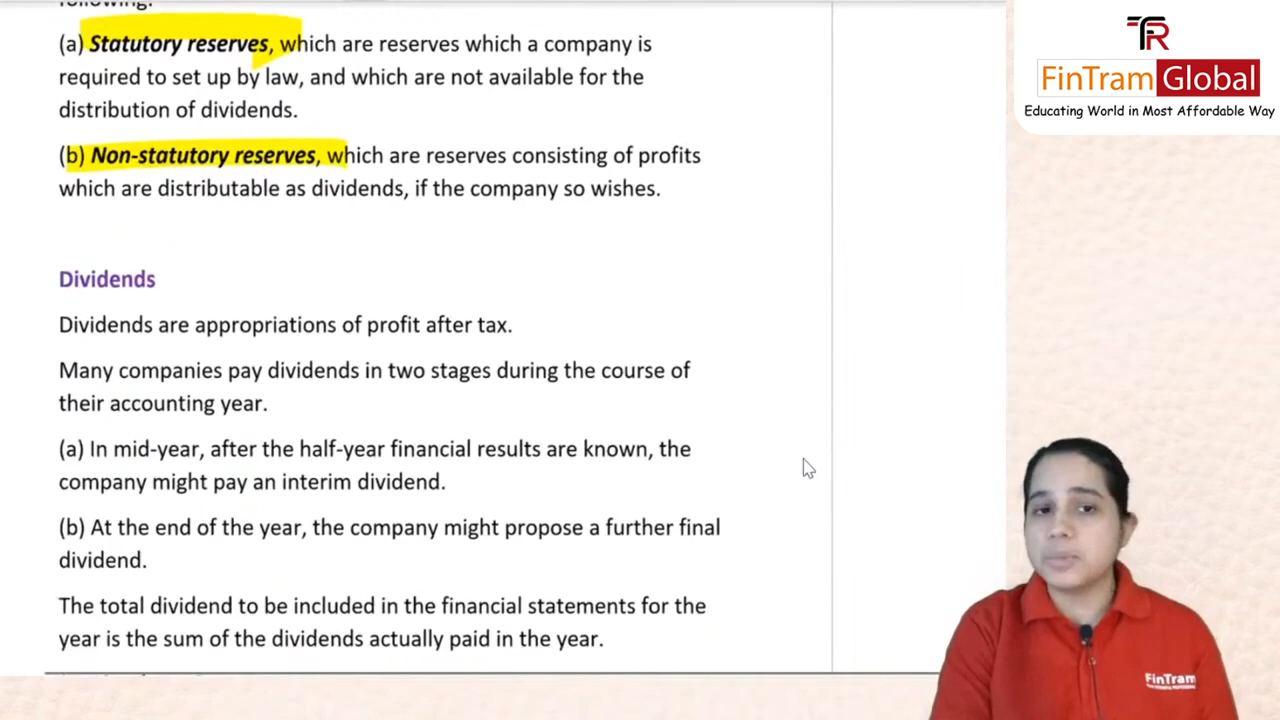 following:
(a) Statutory reserves, which are reserves which a company is
required to set up by law, and which are not available for the
distribution of dividends.
(b) Non-statutory reserves, which are reserves consisting of profits
which are distributable as dividends, if the company so wishes.
Dividends
Dividends are appropriations of profit after tax.
Many companies pay dividends in two stages during the course of
their accounting year.
(a) In mid-year, after the half-year financial results are known, the
company might pay an interim dividend.
(b) At the end of the year, the company might propose a further final
dividend.
The total dividend to be included in the financial statements for the
year is the sum of the dividends actually paid in the year.
FinTram Global
Educating World in Most Affordable Way
FinTram